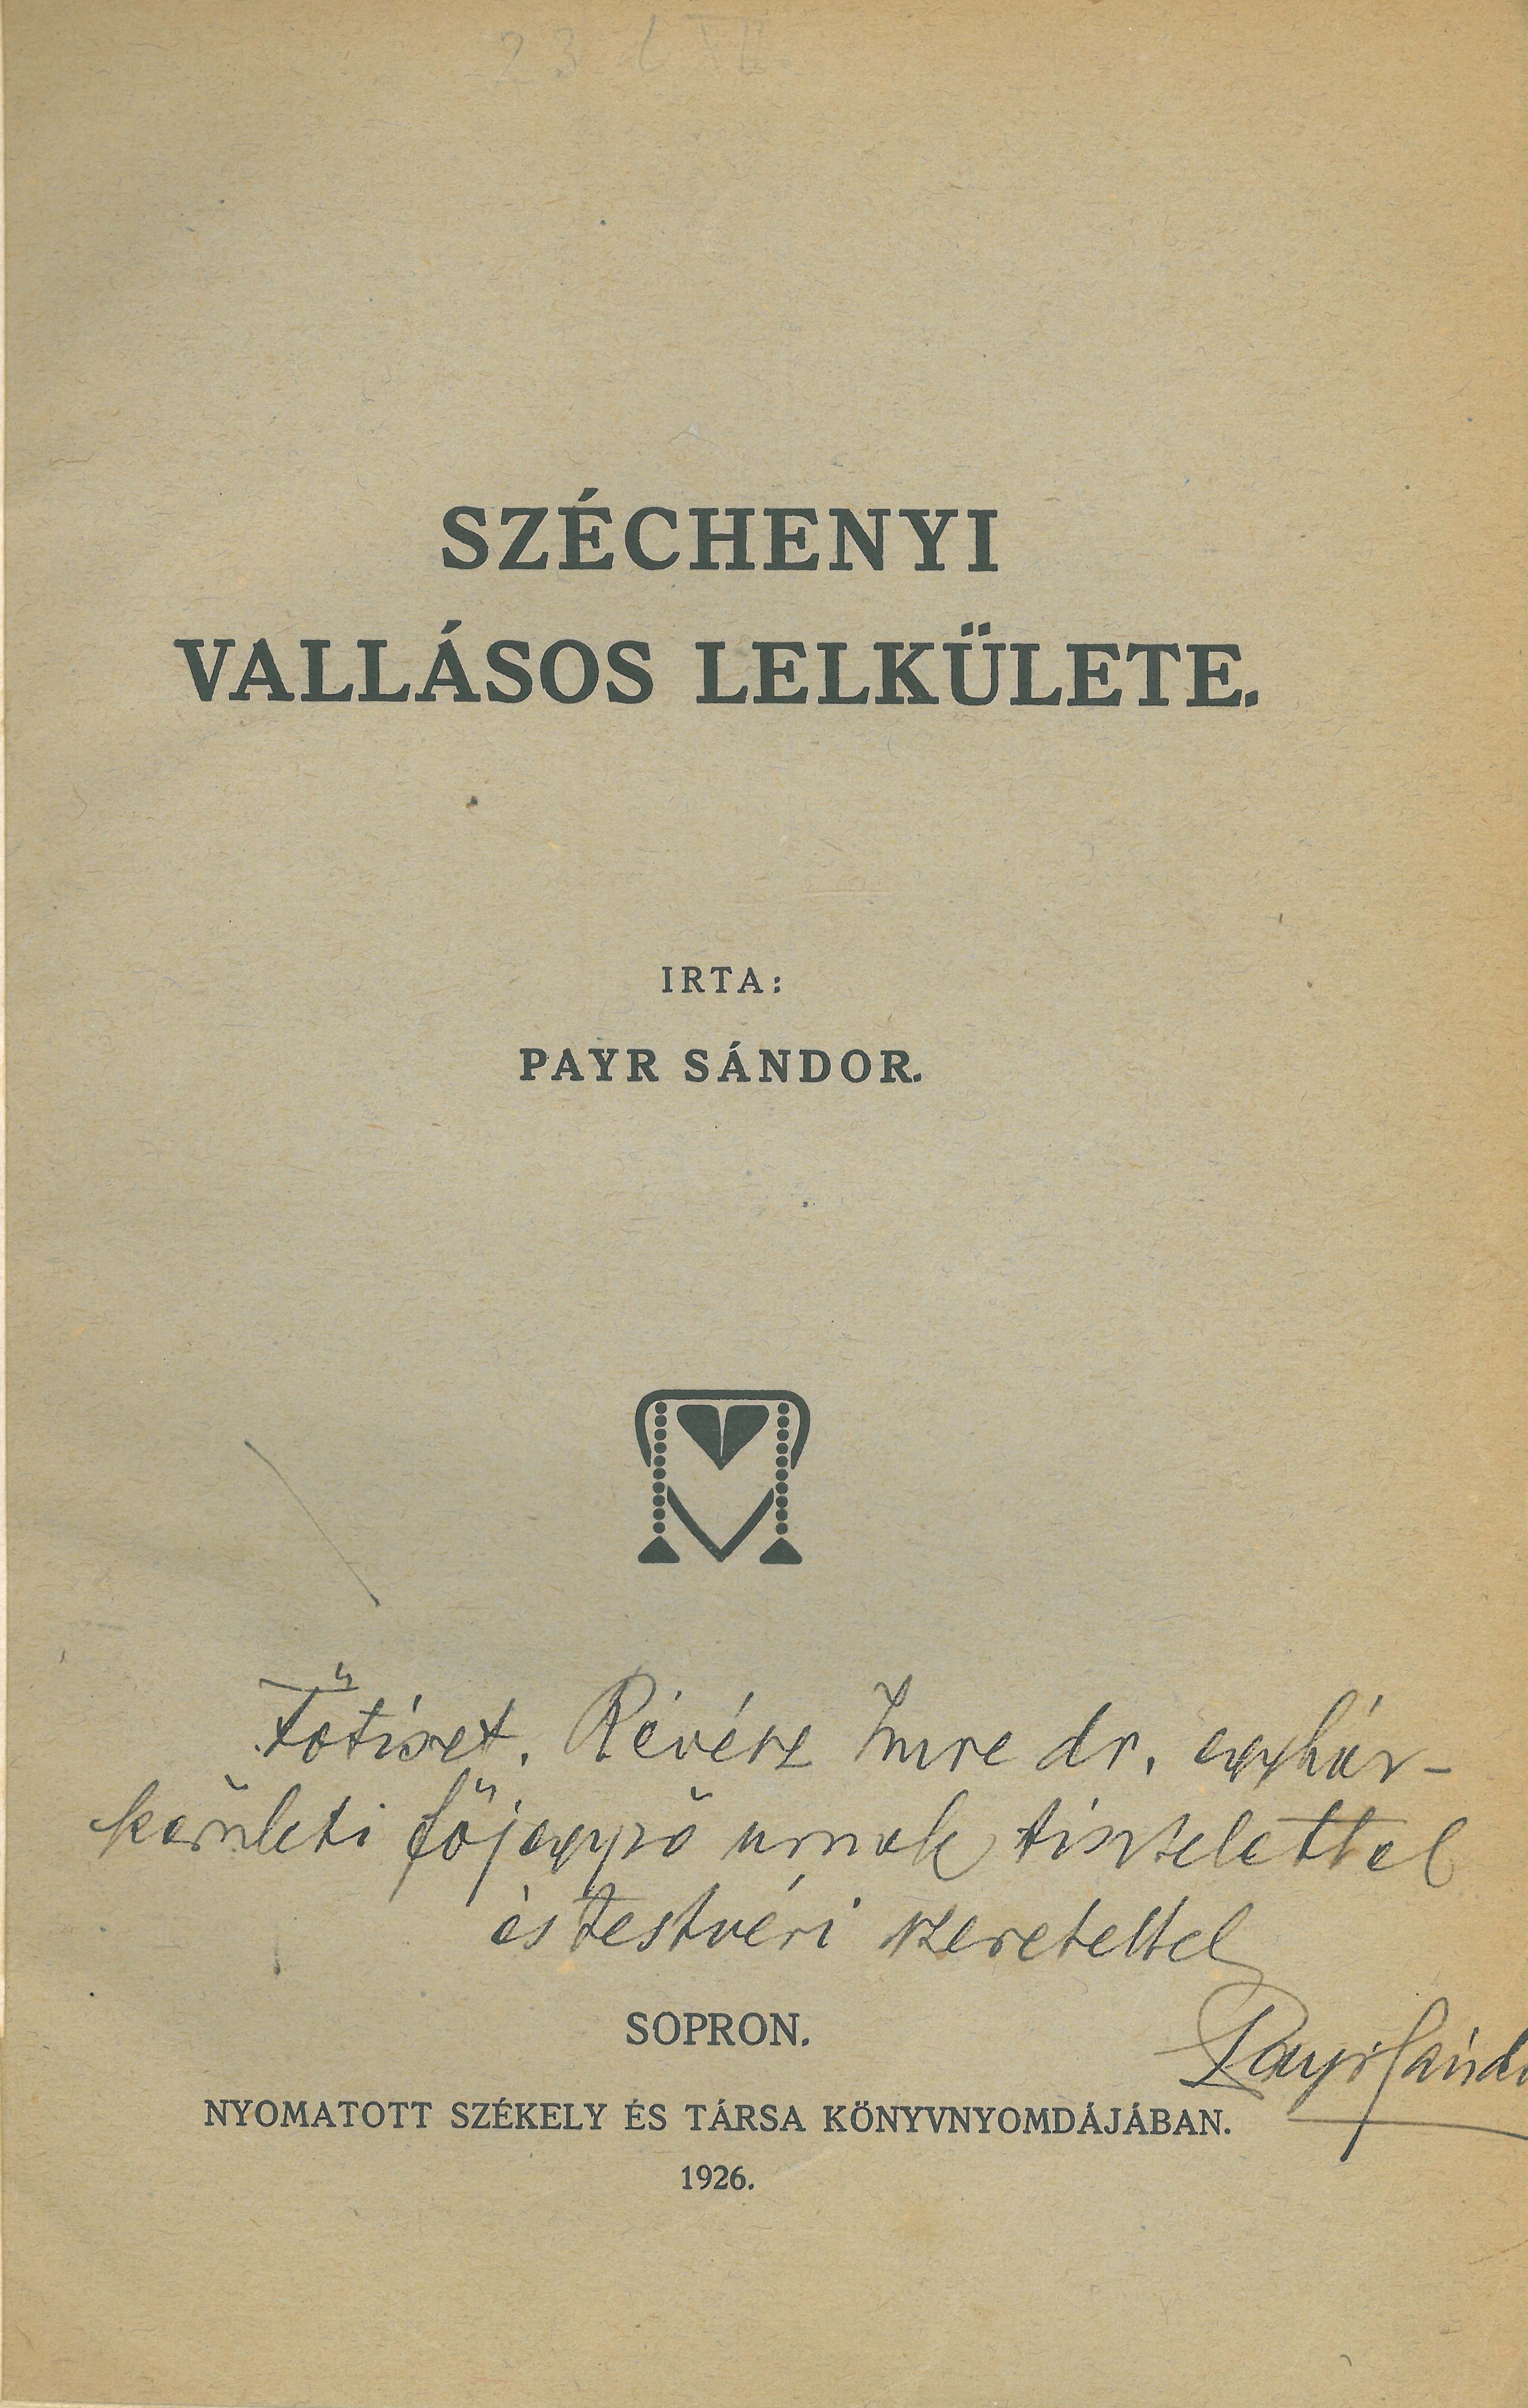 SZÉCHENYI
VALLÁSOS LELKÜLETE.
IRTA:
PAYR SÁNDOR.
Főtiszt. Révész Imre dr. egyház-
kerületi főjegyző urnak tisztelettel
és testvéri szeretettel
SOPRON.
Payr Sándor
NYOMATOTT SZÉKELY ÉS TÁRSA KÖNYVNYOMDÁJÁBAN.
1926.